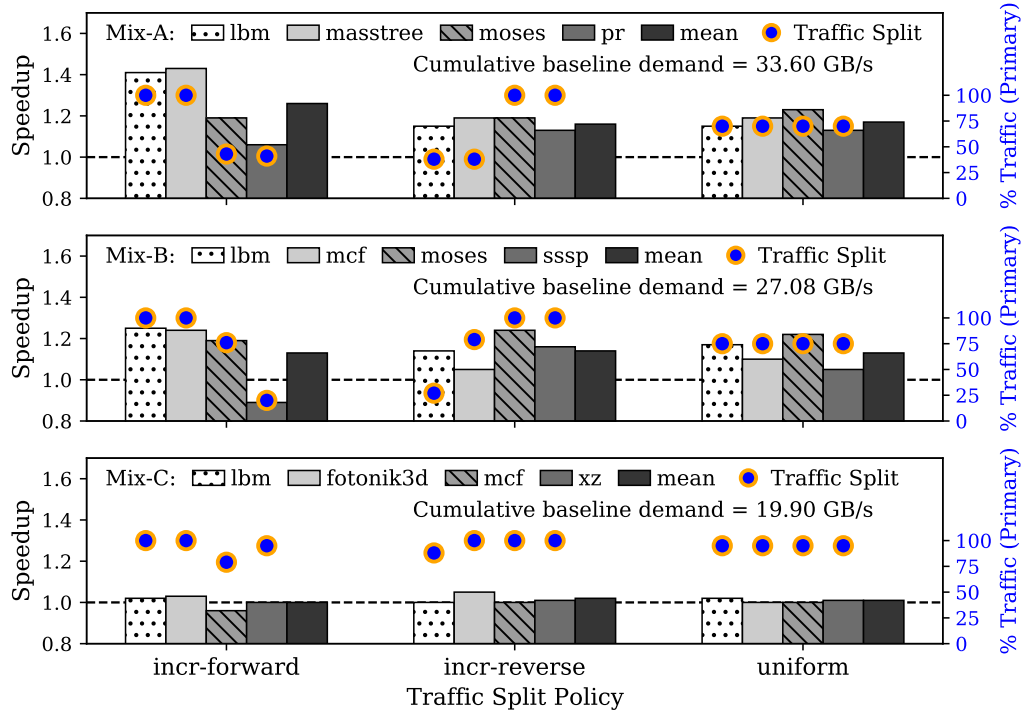 Mix-A: lbm masstree moses pr mean Traffic Split
Cumulative baseline demand = 33.60 GB/s
Speedup
1.6
1.4
1.2
1.0
0.8
100
75
50
25
0
% Traffic (Primary)
Mix-B: lbm mcf moses sssp mean Traffic Split
Cumulative baseline demand = 27.08 GB/s
Speedup
1.6
1.4
1.2
1.0
0.8
100
75
50
25
0
% Traffic (Primary)
Mix-C: lbm fotonik3d mcf xz mean Traffic Split
Cumulative baseline demand = 19.90 GB/s
Speedup
1.6
1.4
1.2
1.0
0.8
100
75
50
25
0
% Traffic (Primary)
incr-forward incr-reverse uniform
Traffic Split Policy